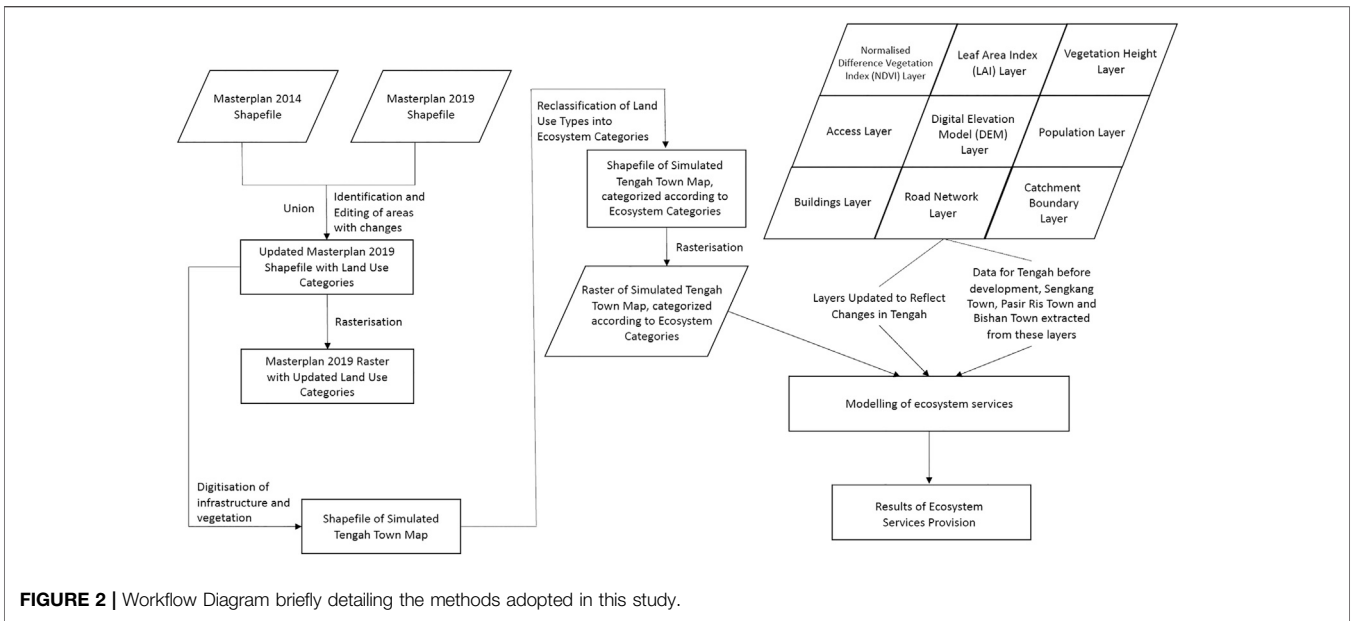 Masterplan 2014
Shapefile
Masterplan 2019
Shapefile
Union
Identification and
Editing of areas
with changes
Updated Masterplan 2019
Shapefile with Land Use
Categories
Rasterisation
Masterplan 2019 Raster
with Updated Land Use
Categories
Digitisation of
infrastructure and
vegetation
Shapefile of Simulated
Tengah Town Map
Reclassification of Land
Use Types into
Ecosystem Categories
Shapefile of Simulated
Tengah Town Map,
categorized according to
Ecosystem Categories
Rasterisation
Raster of Simulated Tengah
Town Map, categorized
according to Ecosystem
Categories
Normalised
Difference Vegetation
Index (NDVI) Layer
Leaf Area Index
(LAI) Layer
Vegetation Height
Layer
Access Layer
Digital Elevation
Model (DEM)
Layer
Population Layer
Buildings Layer
Road Network
Layer
Catchment
Boundary
Layer
Layers Updated to Reflect
Changes in Tengah
Data for Tengah before
development, Sengkang
Town, Pasir Ris Town and
Bishan Town extracted
from these layers
Modelling of ecosystem services
Results of Ecosystem
Services Provision
FIGURE 2 | Workflow Diagram briefly detailing the methods adopted in this study.